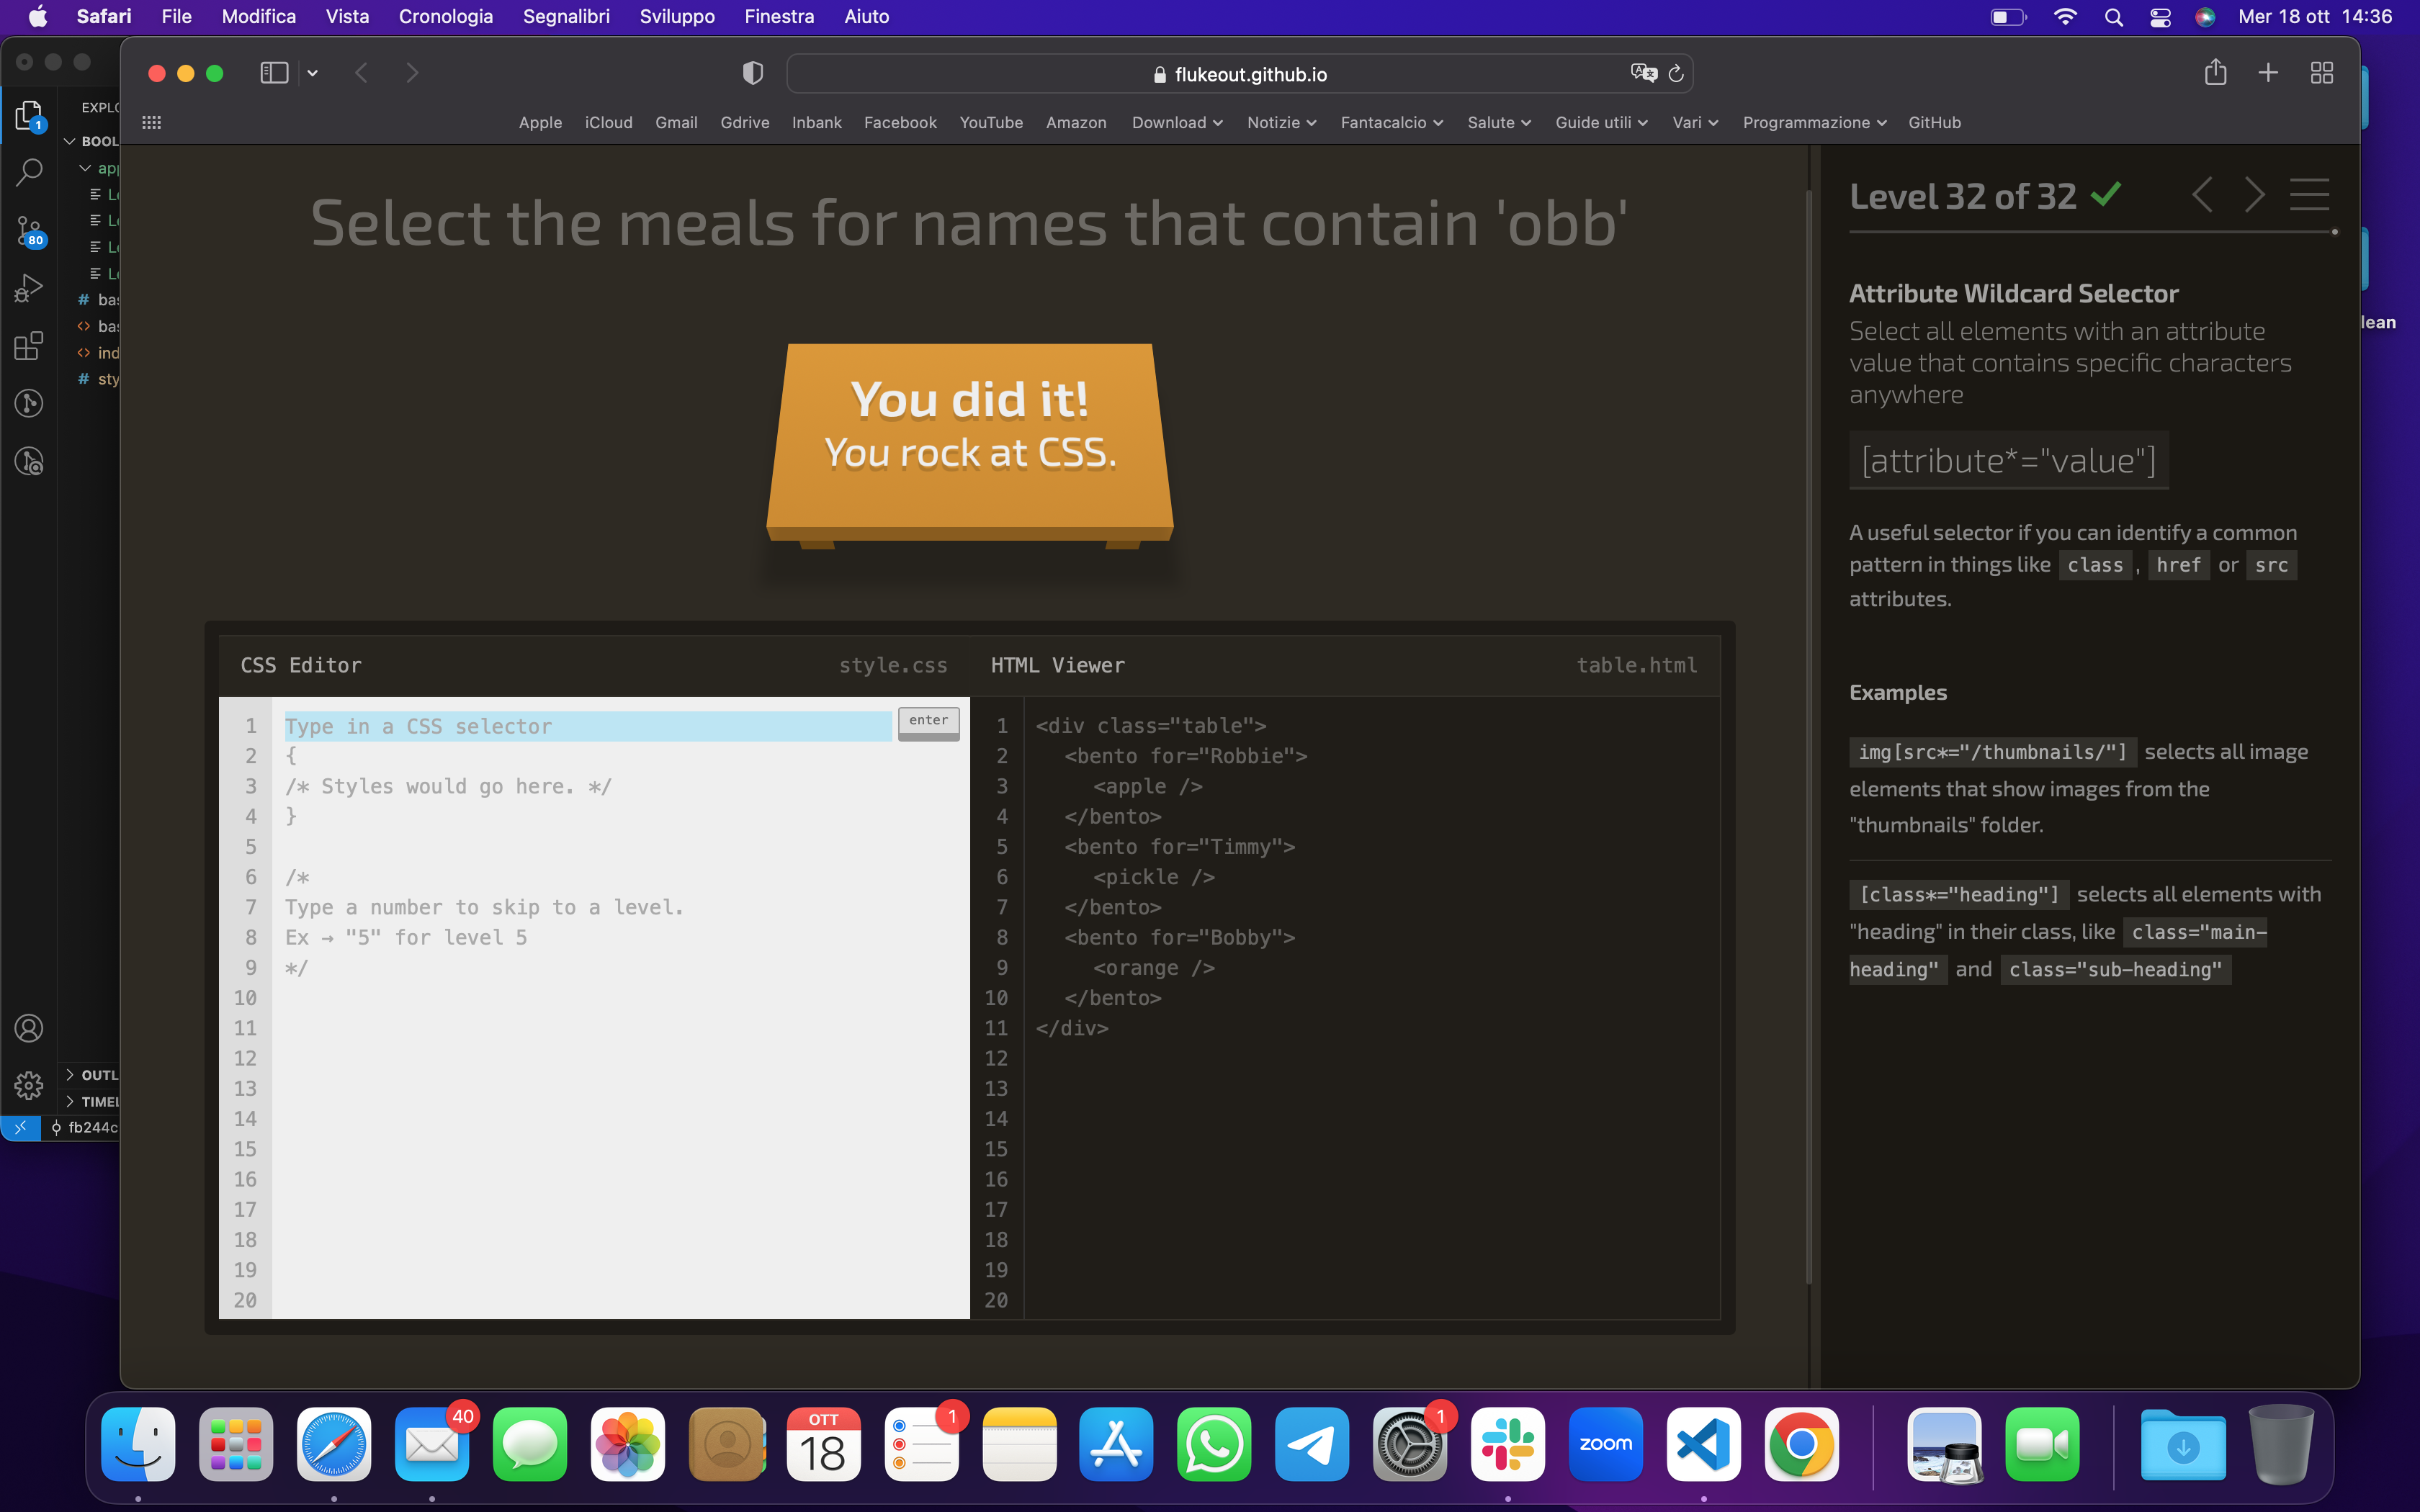 Safari File Modifica Vista Cronologia Segnalibri Sviluppo Finestra Aiuto
Mer 18 ott 14:36
flukeout.github.io
Apple iCloud Gmail Gdrive Inbank Facebook YouTube Amazon Download Notizie Fantacalcio Salute Guide utili Vari Programmazione GitHub
EXPLO
1
BOOL
app
Le
Le
80
Le
Le
# bas
<> bas
<> ind
# sty
OUTL
TIMEL
fb244c
lean
Select the meals for names that contain 'obb'
You did it!
You rock at CSS.
CSS Editor style.css
1 Type in a CSS selector enter
2 {
3 /* Styles would go here. */
4 }
5
6 /*
7 Type a number to skip to a level.
8 Ex → "5" for level 5
9 */
10
11
12
13
14
15
16
17
18
19
20
HTML Viewer table.html
1 <div class="table">
2 <bento for="Robbie">
3 <apple />
4 </bento>
5 <bento for="Timmy">
6 <pickle />
7 </bento>
8 <bento for="Bobby">
9 <orange />
10 </bento>
11 </div>
12
13
14
15
16
17
18
19
20
Level 32 of 32
Attribute Wildcard Selector
Select all elements with an attribute
value that contains specific characters
anywhere
[attribute*="value"]
A useful selector if you can identify a common
pattern in things like class , href or src
attributes.
Examples
img[src*="/thumbnails/"] selects all image
elements that show images from the
"thumbnails" folder.
[class*="heading"] selects all elements with
"heading" in their class, like class="main-
heading" and class="sub-heading"
40
OTT
18
1
1
zoom